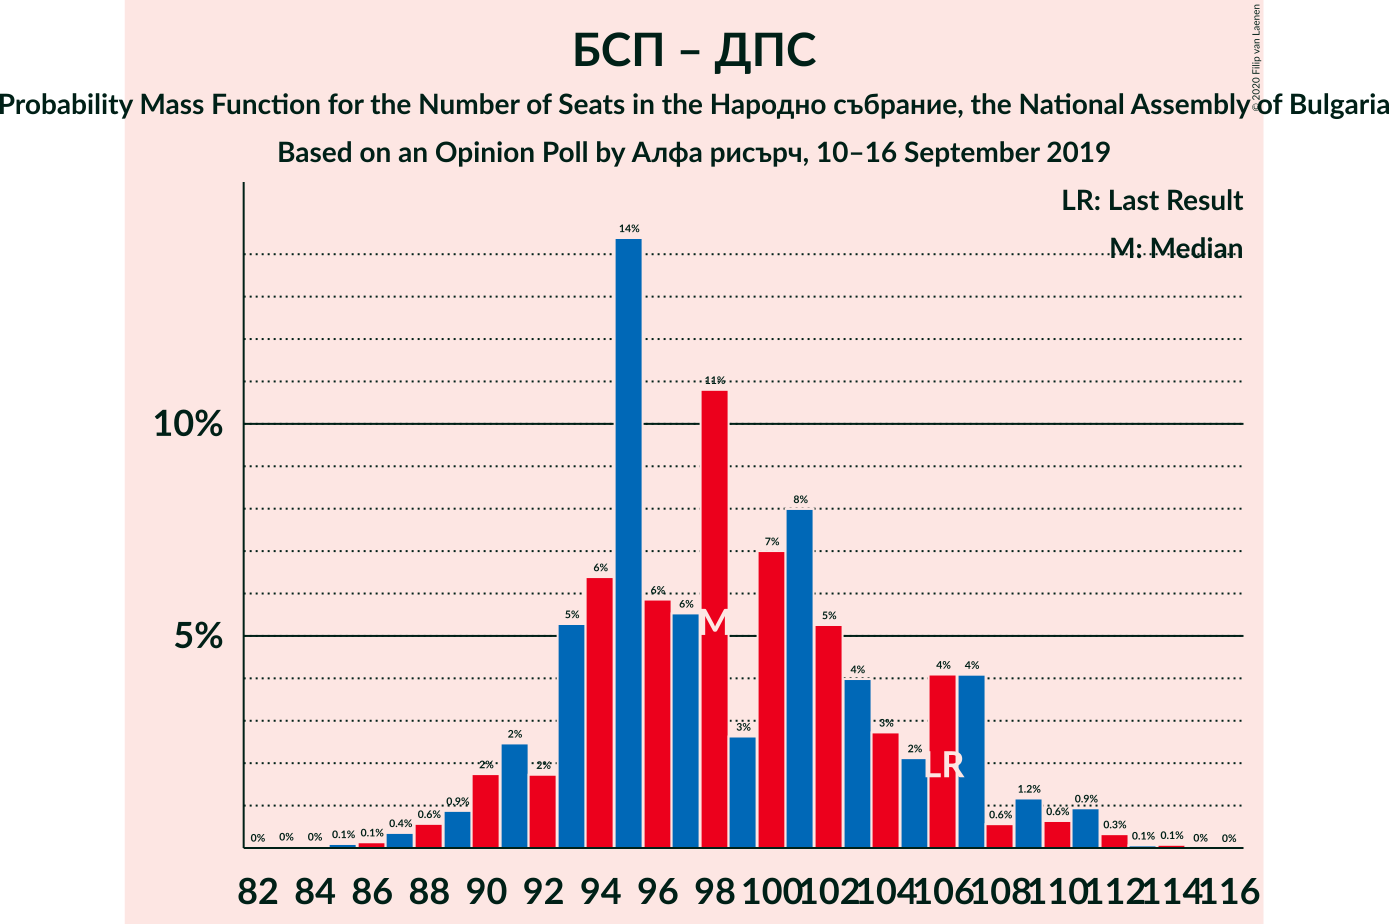 БСП – ДПС
Probability Mass Function for the Number of Seats in the Народно събрание, the National Assembly of Bulgaria
Based on an Opinion Poll by Алфа рисърч, 10–16 September 2019
© 2020 Filip van Laenen
LR: Last Result
M: Median
10%
5%
0% 0% 0% 0.1% 0.1% 0.4% 0.6% 0.9% 2% 2% 2% 5% 6% 14% 6% 6% 11% 3% 7% 8% 5% 4% 3% 2% 4% 4% 0.6% 1.2% 0.6% 0.9% 0.3% 0.1% 0.1% 0% 0%
M
LR
82 84 86 88 90 92 94 96 98 100 102 104 106 108 110 112 114 116